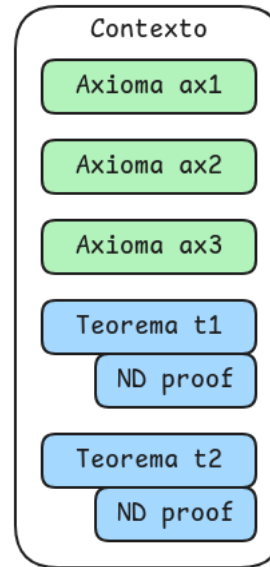 Contexto
Axioma ax1
Axioma ax2
Axioma ax3
Teorema t1
ND proof
Teorema t2
ND proof